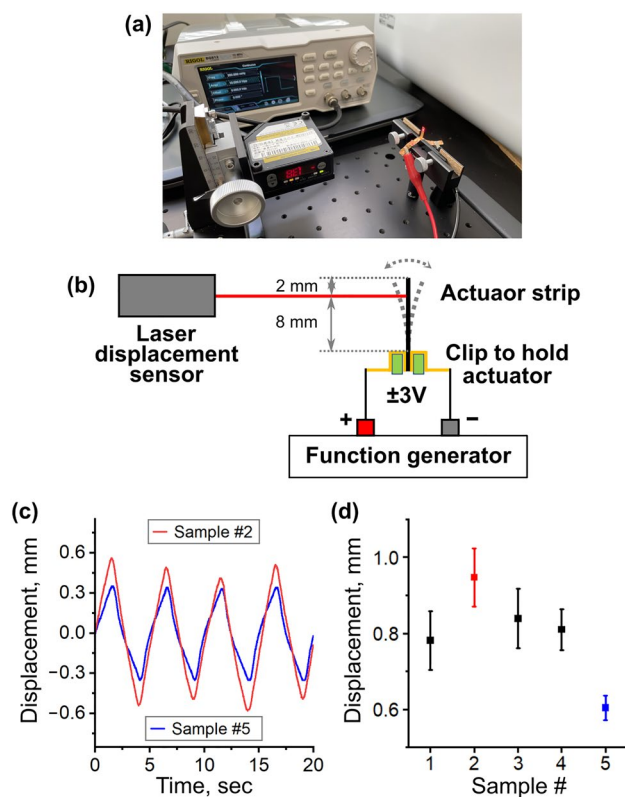 (a)
RIGOL
(b)
2 mm
8 mm
Actuaor strip
Laser
displacement
sensor
Clip to hold
actuator
±3V
+
−
Function generator
(c)
Sample #2
Sample #5
Displacement, mm
0.6
0.3
0.0
−0.3
−0.6
0
5
10
15
20
Time, sec
(d)
Displacement, mm
1.0
0.8
0.6
1
2
3
4
5
Sample #